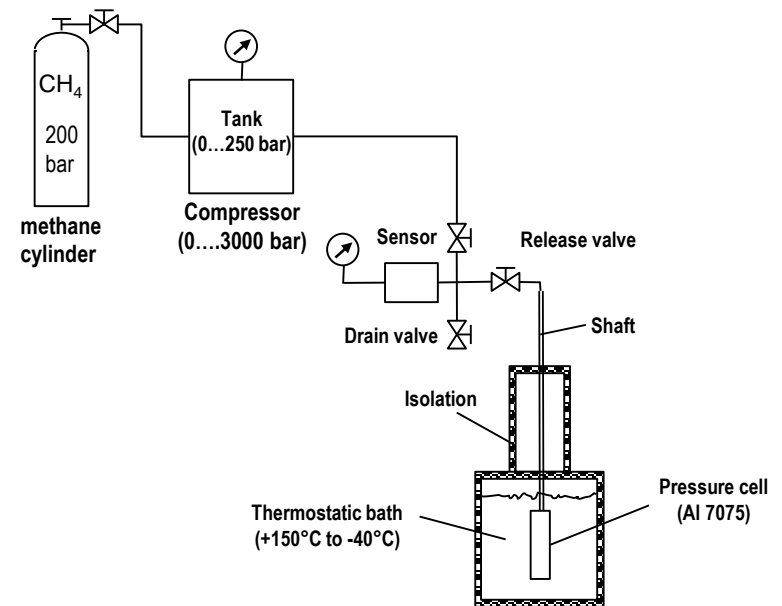 CH₄
200
bar
methane
cylinder
Tank
(0…250 bar)
Compressor
(0….3000 bar)
Sensor
Release valve
Drain valve
Shaft
Isolation
Thermostatic bath
(+150°C to -40°C)
Pressure cell
(Al 7075)